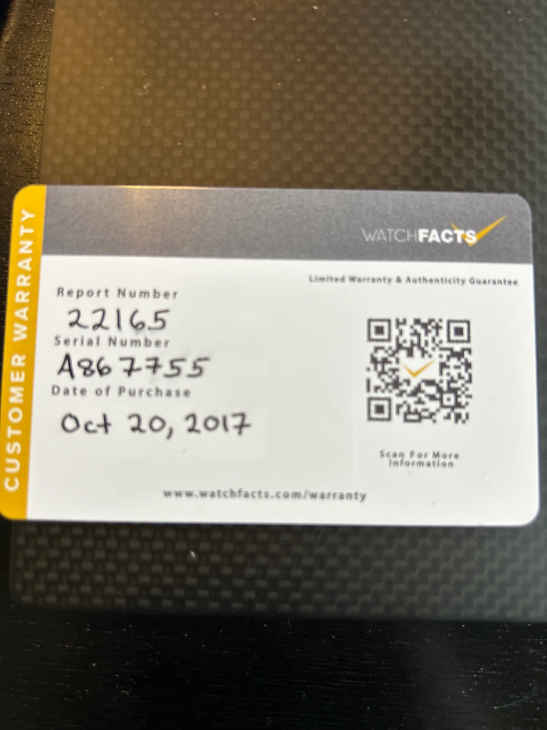 CUSTOMER WARRANTY
WATCHFACTS
Limited Warranty & Authenticity Guarantee
Report Number
22165
Serial Number
A867755
Date of Purchase
Oct 20, 2017
Scan For More
Information
www.watchfacts.com/warranty